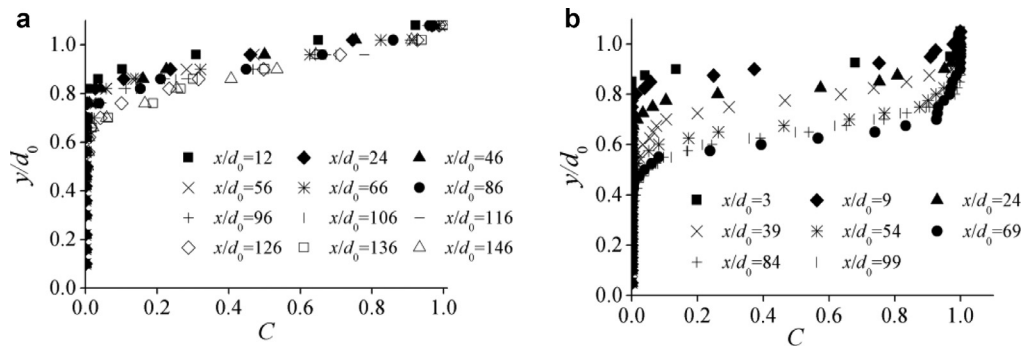 a
y/d₀
1.0
0.8
0.6
0.4
0.2
0.0
x/d₀=12 x/d₀=24 x/d₀=46
x/d₀=56 x/d₀=66 x/d₀=86
x/d₀=96 x/d₀=106 x/d₀=116
x/d₀=126 x/d₀=136 x/d₀=146
0.0 0.2 0.4 0.6 0.8 1.0
C
b
y/d₀
1.0
0.8
0.6
0.4
0.2
0.0
x/d₀=3 x/d₀=9 x/d₀=24
x/d₀=39 x/d₀=54 x/d₀=69
x/d₀=84 x/d₀=99
0.0 0.2 0.4 0.6 0.8 1.0
C